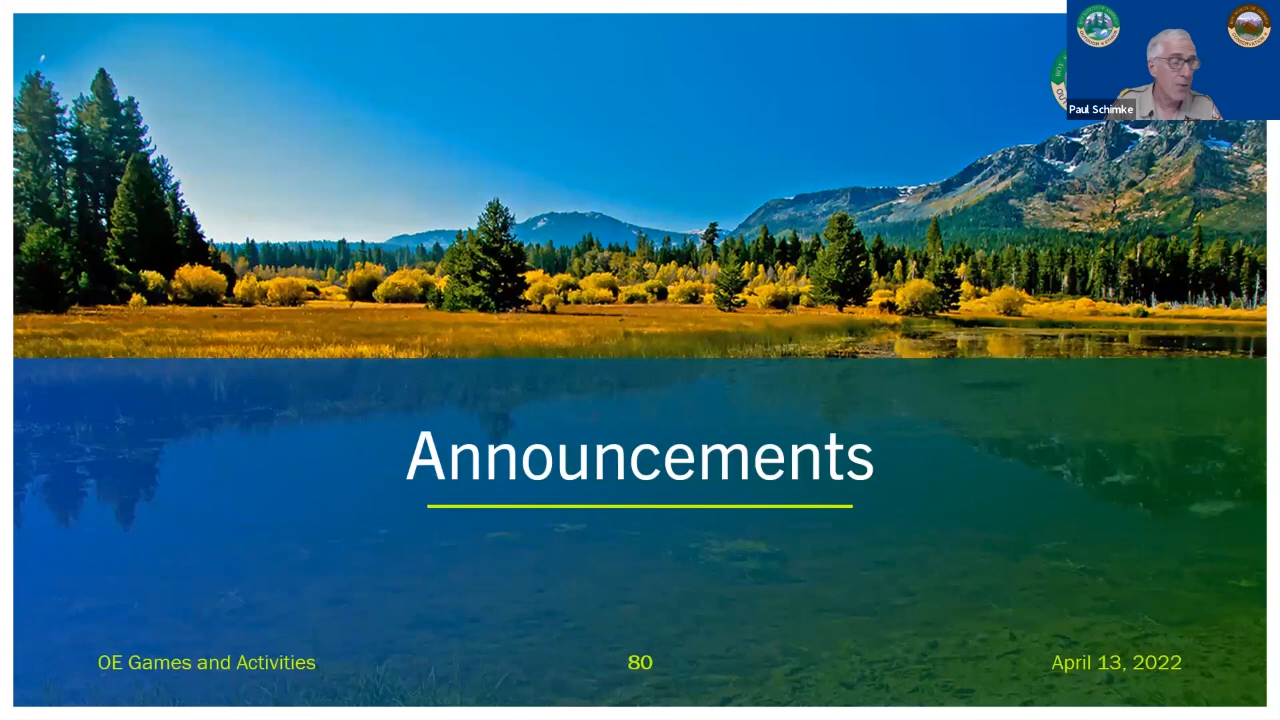 Paul Schimke
Announcements
OE Games and Activities
80
April 13, 2022